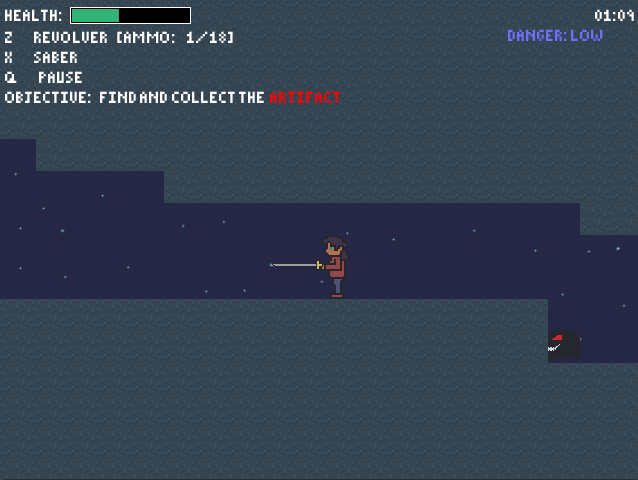 HEALTH:
01:09
Z REVOLVER [AMMO: 1/18]
DANGER: LOW
X SABER
Q PAUSE
OBJECTIVE: FIND AND COLLECT THE ARTIFACT